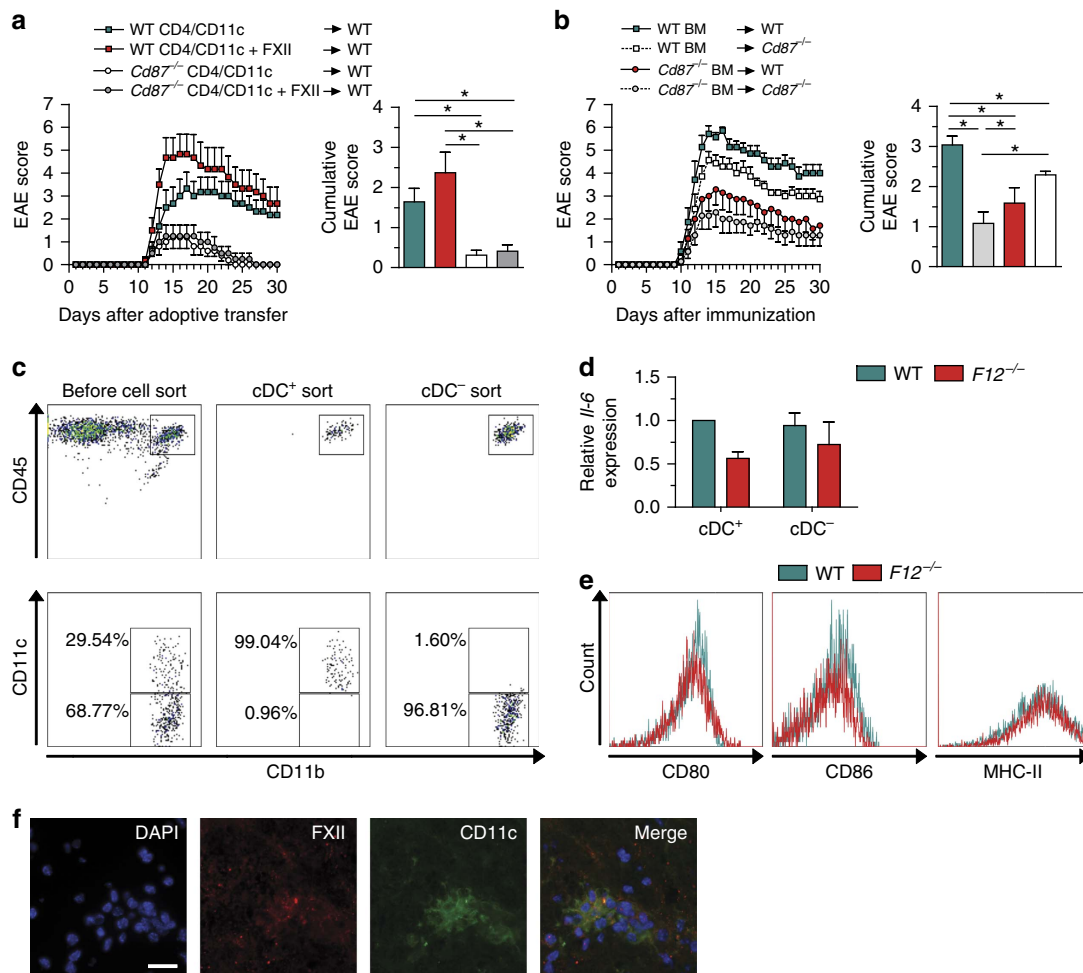 a
WT CD4/CD11c → WT
WT CD4/CD11c + FXII → WT
Cd87−/− CD4/CD11c → WT
Cd87−/− CD4/CD11c + FXII → WT
EAE score
7
6
5
4
3
2
1
0
0 5 10 15 20 25 30
Days after adoptive transfer
Cumulative
EAE score
4
3
2
1
0
*
*
*
*
b
WT BM → WT
WT BM → Cd87−/−
Cd87−/− BM → WT
Cd87−/− BM → Cd87−/−
EAE score
7
6
5
4
3
2
1
0
0 5 10 15 20 25 30
Days after immunization
Cumulative
EAE score
4
3
2
1
0
*
*
* *
*
c
Before cell sort cDC+ sort cDC− sort
CD45
CD11c
29.54% 99.04% 1.60%
68.77% 0.96% 96.81%
CD11b
d
WT F12−/−
Relative Il-6
expression
1.5
1.0
0.5
0.0
cDC+ cDC−
e
WT F12−/−
Count
CD80 CD86 MHC-II
f
DAPI FXII CD11c Merge